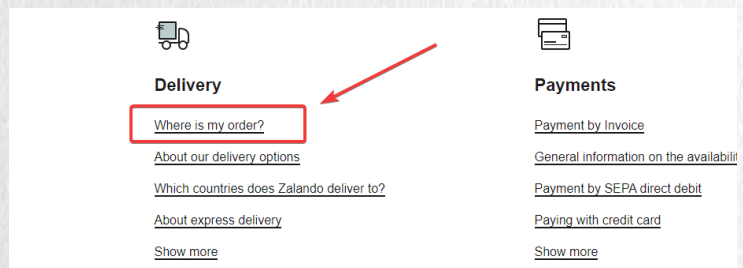 Delivery
Where is my order?
About our delivery options
Which countries does Zalando deliver to?
About express delivery
Show more
Payments
Payment by Invoice
General information on the
Payment by SEPA direct debit
Paying with credit card
Show more